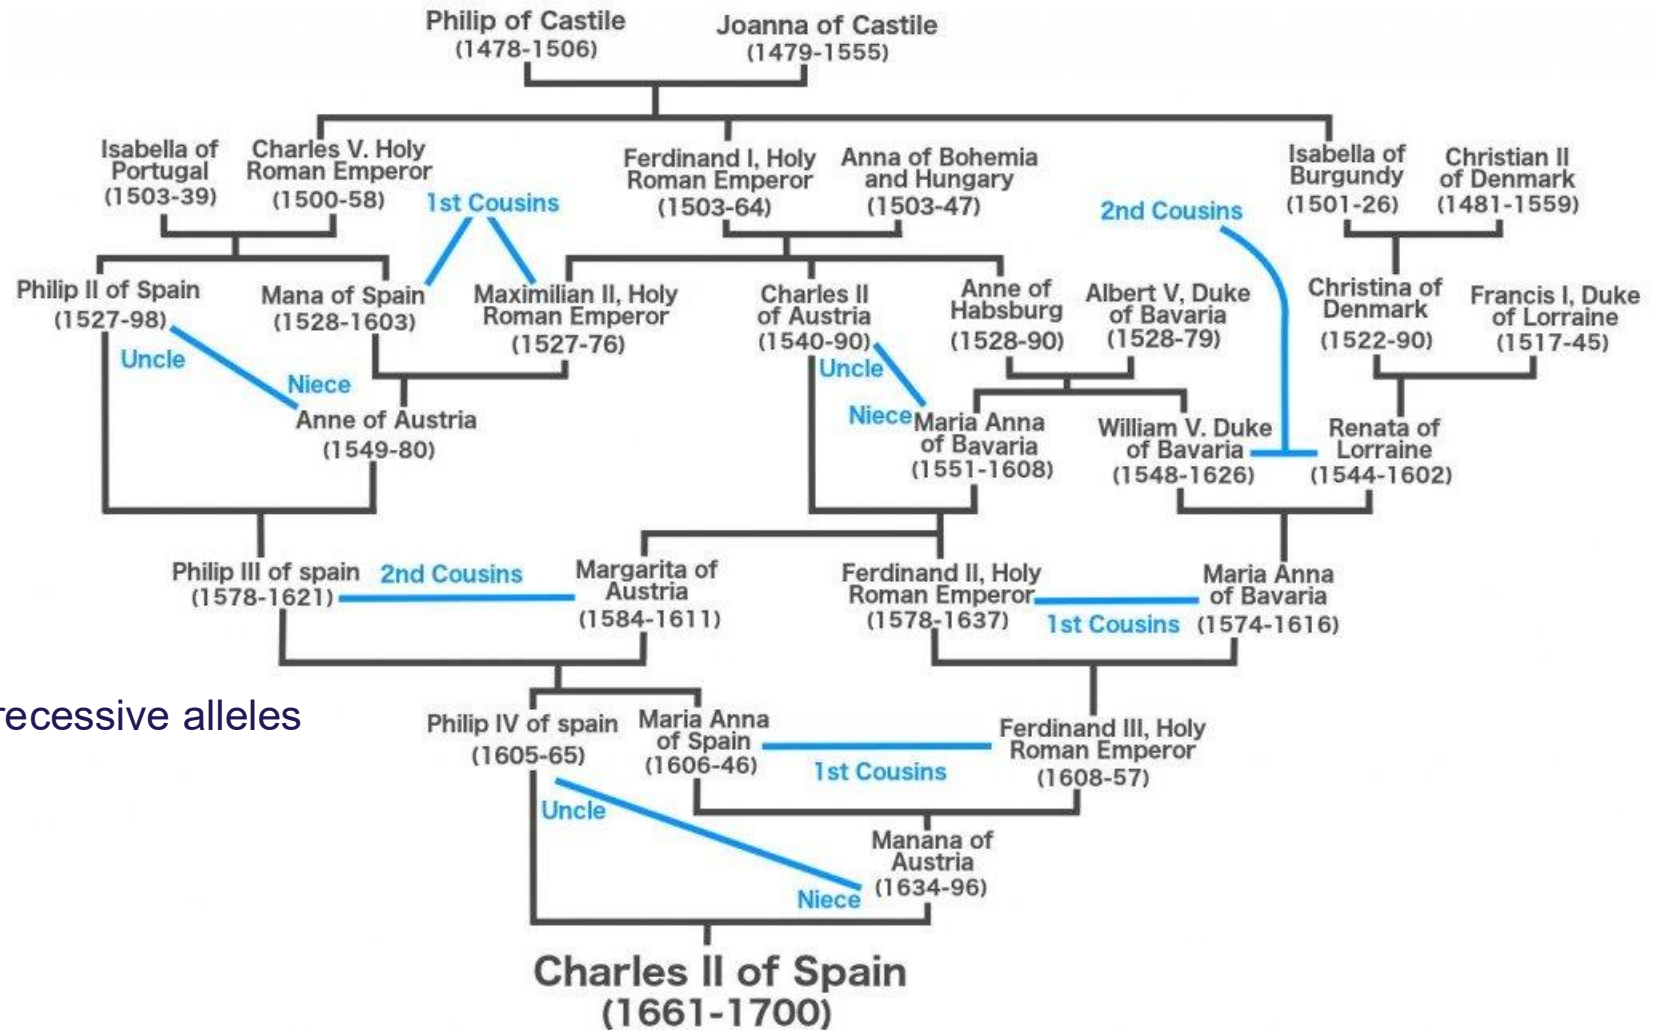 Philip of Castile
(1478-1506)
Joanna of Castile
(1479-1555)
Isabella of
Portugal
(1503-39)
Charles V. Holy
Roman Emperor
(1500-58)
1st Cousins
Ferdinand I, Holy
Roman Emperor
(1503-64)
Anna of Bohemia
and Hungary
(1503-47)
2nd Cousins
Isabella of
Burgundy
(1501-26)
Christian II
of Denmark
(1481-1559)
Philip II of Spain
(1527-98)
Mana of Spain
(1528-1603)
Maximilian II, Holy
Roman Emperor
(1527-76)
Charles II
of Austria
(1540-90)
Anne of
Habsburg
(1528-90)
Albert V, Duke
of Bavaria
(1528-79)
Christina of
Denmark
(1522-90)
Francis I, Duke
of Lorraine
(1517-45)
Uncle
Niece
Anne of Austria
(1549-80)
Uncle
Niece
Maria Anna
of Bavaria
(1551-1608)
William V. Duke
of Bavaria
(1548-1626)
Renata of
Lorraine
(1544-1602)
Philip III of spain
(1578-1621)
2nd Cousins
Margarita of
Austria
(1584-1611)
Ferdinand II, Holy
Roman Emperor
(1578-1637)
1st Cousins
Maria Anna
of Bavaria
(1574-1616)
recessive alleles
Philip IV of spain
(1605-65)
Maria Anna
of Spain
(1606-46)
1st Cousins
Ferdinand III, Holy
Roman Emperor
(1608-57)
Uncle
Niece
Manana of
Austria
(1634-96)
Charles II of Spain
(1661-1700)